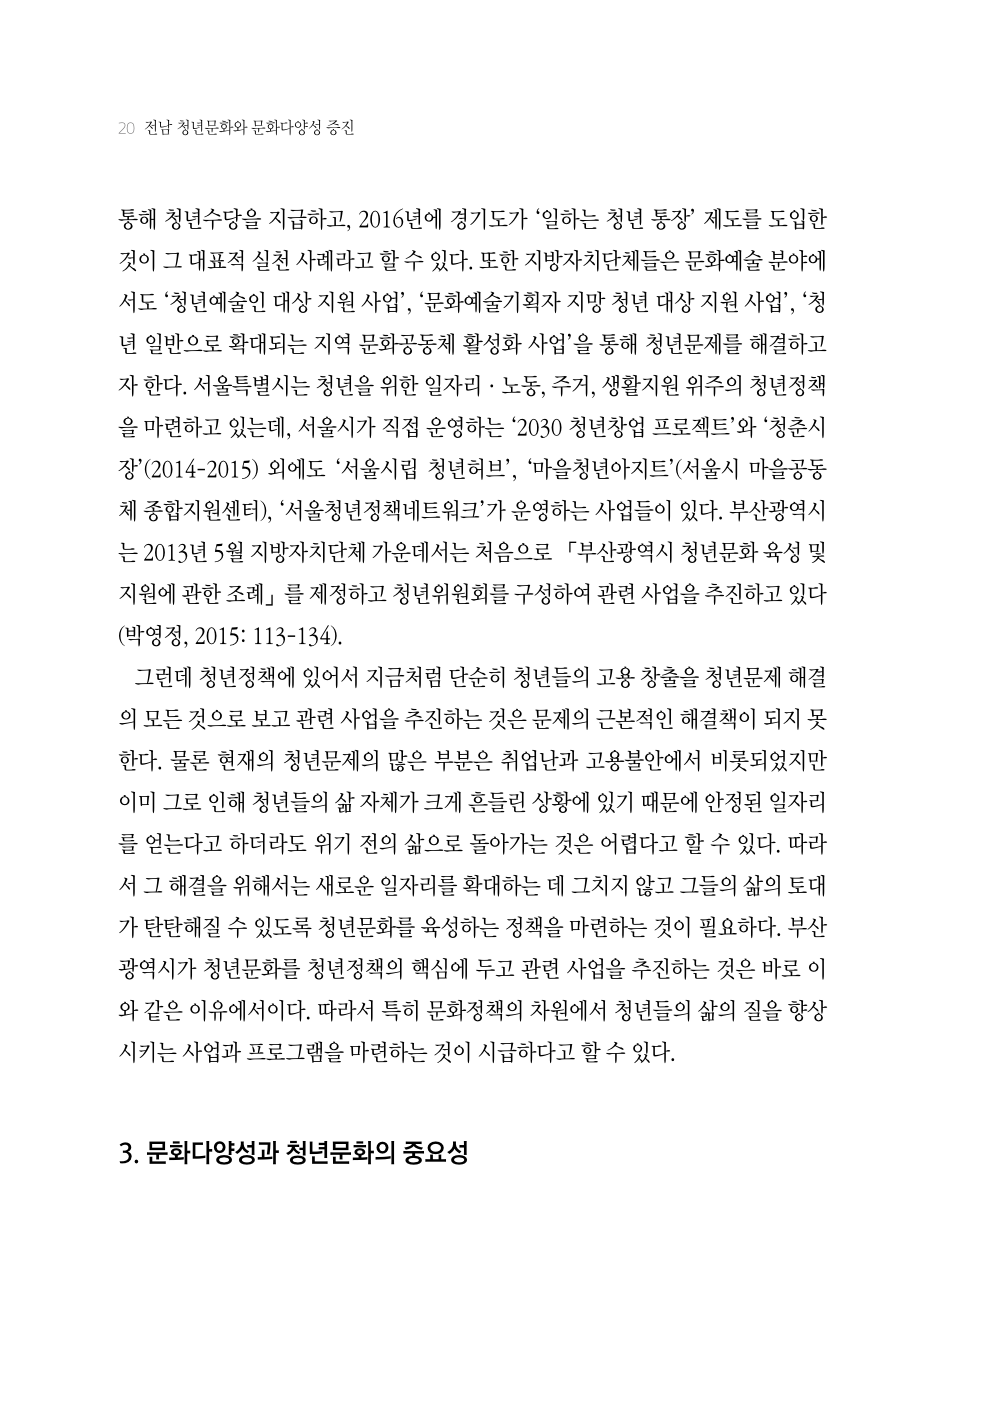 20 전남 청년문화와 문화다양성 증진
통해 청년수당을 지급하고, 2016년에 경기도가 ‘일하는 청년 통장’ 제도를 도입한
것이 그 대표적 실천 사례라고 할 수 있다. 또한 지방자치단체들은 문화예술 분야에
서도 ‘청년예술인 대상 지원 사업’, ‘문화예술기획자 지망 청년 대상 지원 사업’, ‘청
년 일반으로 확대되는 지역 문화공동체 활성화 사업’을 통해 청년문제를 해결하고
자 한다. 서울특별시는 청년을 위한 일자리 · 노동, 주거, 생활지원 위주의 청년정책
을 마련하고 있는데, 서울시가 직접 운영하는 ‘2030 청년창업 프로젝트’와 ‘청춘시
장’(2014-2015) 외에도 ‘서울시립 청년허브’, ‘마을청년아지트’(서울시 마을공동
체 종합지원센터), ‘서울청년정책네트워크’가 운영하는 사업들이 있다. 부산광역시
는 2013년 5월 지방자치단체 가운데서는 처음으로 「부산광역시 청년문화 육성 및
지원에 관한 조례」를 제정하고 청년위원회를 구성하여 관련 사업을 추진하고 있다
(박영정, 2015: 113-134).
그런데 청년정책에 있어서 지금처럼 단순히 청년들의 고용 창출을 청년문제 해결
의 모든 것으로 보고 관련 사업을 추진하는 것은 문제의 근본적인 해결책이 되지 못
한다. 물론 현재의 청년문제의 많은 부분은 취업난과 고용불안에서 비롯되었지만
이미 그로 인해 청년들의 삶 자체가 크게 흔들린 상황에 있기 때문에 안정된 일자리
를 얻는다고 하더라도 위기 전의 삶으로 돌아가는 것은 어렵다고 할 수 있다. 따라
서 그 해결을 위해서는 새로운 일자리를 확대하는 데 그치지 않고 그들의 삶의 토대
가 탄탄해질 수 있도록 청년문화를 육성하는 정책을 마련하는 것이 필요하다. 부산
광역시가 청년문화를 청년정책의 핵심에 두고 관련 사업을 추진하는 것은 바로 이
와 같은 이유에서이다. 따라서 특히 문화정책의 차원에서 청년들의 삶의 질을 향상
시키는 사업과 프로그램을 마련하는 것이 시급하다고 할 수 있다.
3. 문화다양성과 청년문화의 중요성